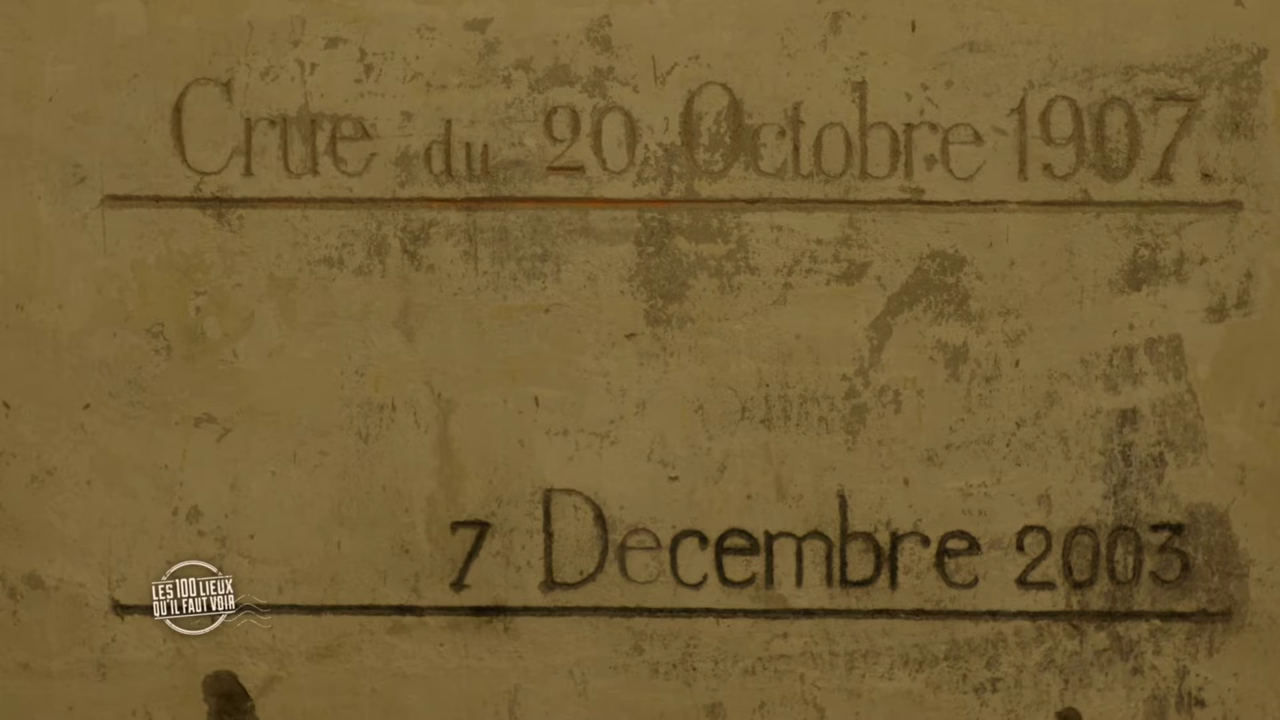 Crue du 20 Octobre 1907.
7 Decembre 2003
LES 100 LIEUX
QU'IL FAUT VOIR